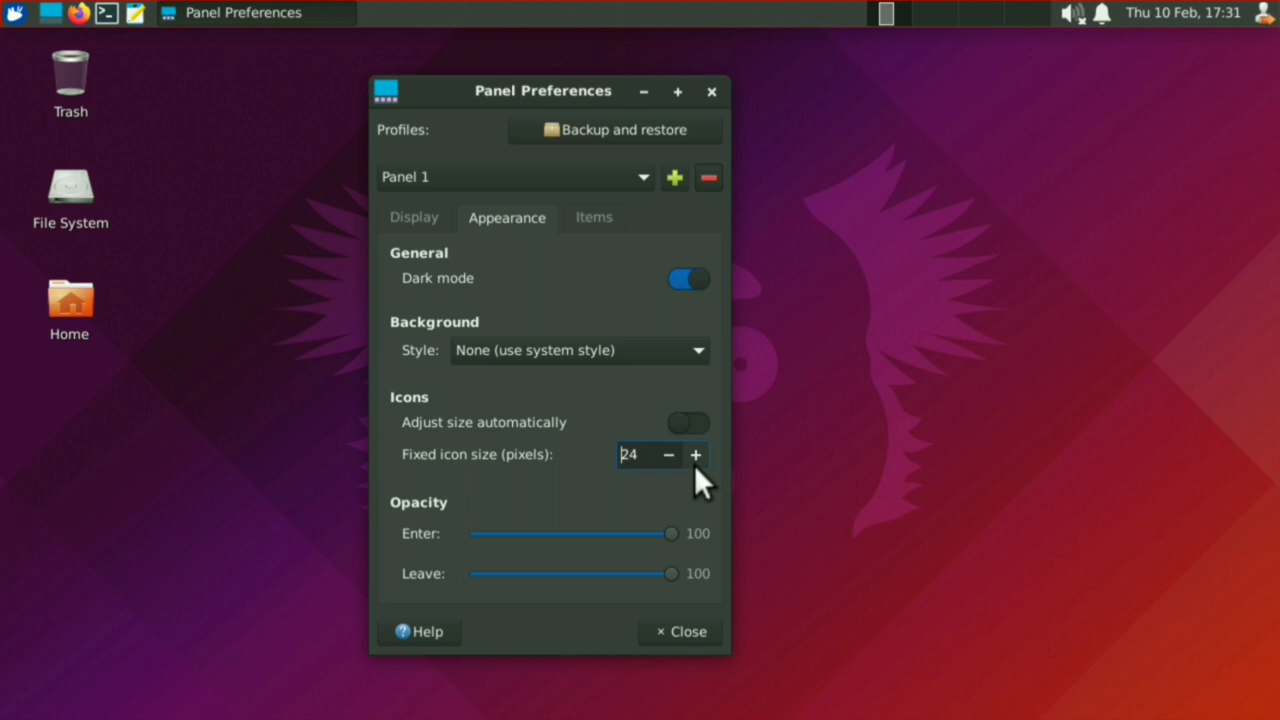 Panel Preferences
Thu 10 Feb, 17:31
Trash
File System
Home
Panel Preferences
Profiles:
Backup and restore
Panel 1
Display
Appearance
Items
General
Dark mode
Background
Style: None (use system style)
Icons
Adjust size automatically
Fixed icon size (pixels): 24
Opacity
Enter: 100
Leave: 100
Help
Close